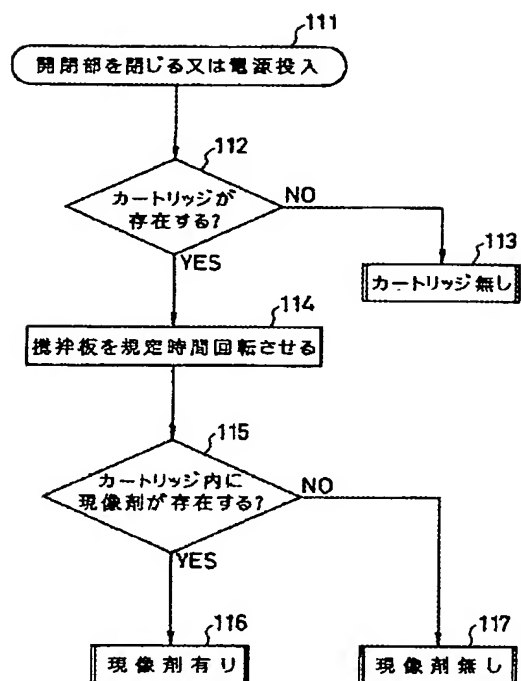 111
開閉部を閉じる又は電源投入
112
カートリッジが
存在する?
NO
YES
113
カートリッジ無し
114
攪拌板を規定時間回転させる
115
カートリッジ内に
現像剤が存在する?
NO
YES
116
現像剤有り
117
現像剤無し